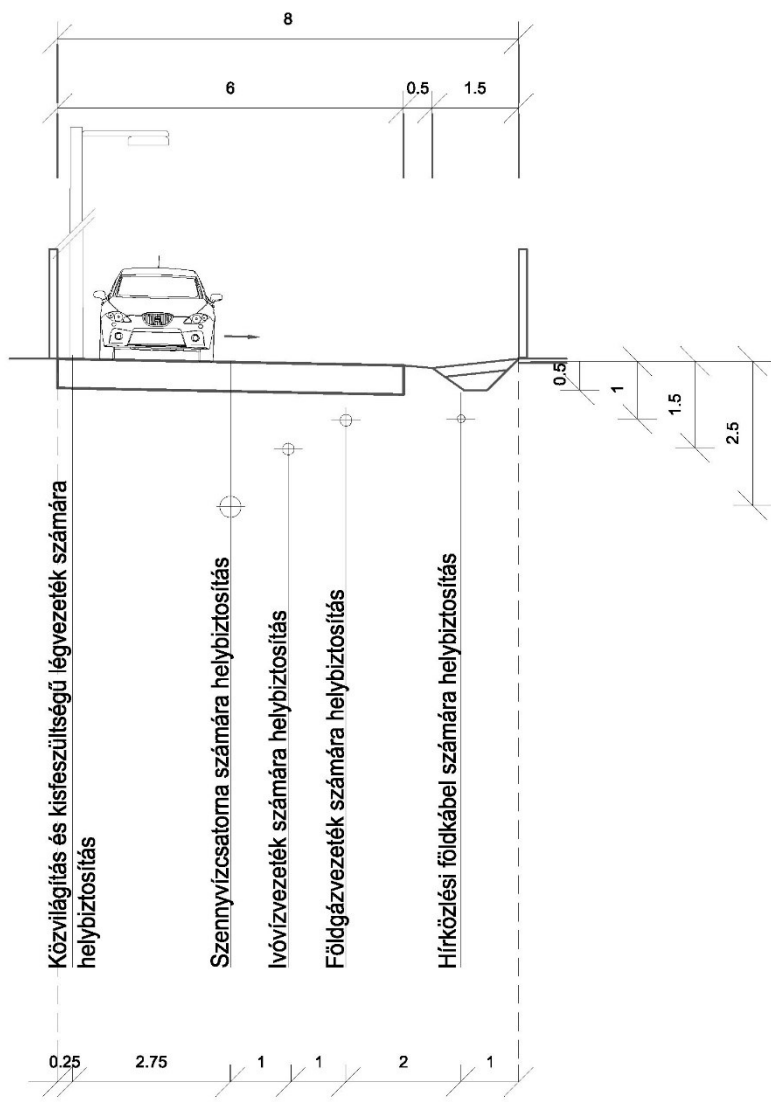 8
6
0.5
1.5
0.5
1
1.5
2.5
Közvilágítás és kisfeszültségű légvezeték számára
helybiztosítás
Szennyvízcsatorna számára helybiztosítás
Ivóvízvezeték számára helybiztosítás
Földgázvezeték számára helybiztosítás
Hírközlési földkábel számára helybiztosítás
0.25
2.75
1
1
2
1